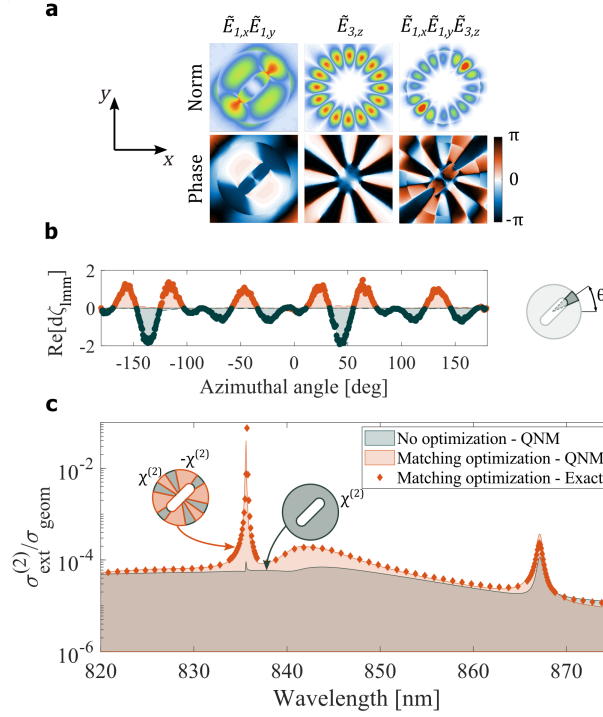 a
Ẽ1,xẼ1,y Ẽ3,z Ẽ1,xẼ1,yẼ3,z
Norm
y
x
Phase
π
0
-π
b
Re[dζlmm]
2
0
-2
-150 -100 -50 0 50 100 150
Azimuthal angle [deg]
θ
c
σ(2)ext/σgeom
10-2
10-4
10-6
No optimization - QNM
Matching optimization - QNM
Matching optimization - Exact
-χ(2)
χ(2)
χ(2)
820 830 840 850 860 870
Wavelength [nm]